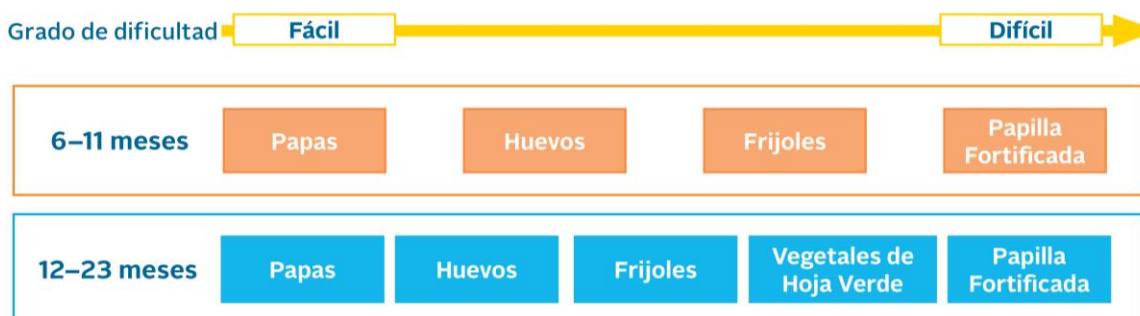 Grado de dificultad Fácil Difícil
6–11 meses Papas Huevos Frijoles Papilla
Fortificada
12–23 meses Papas Huevos Frijoles Vegetales de
Hoja Verde Papilla
Fortificada